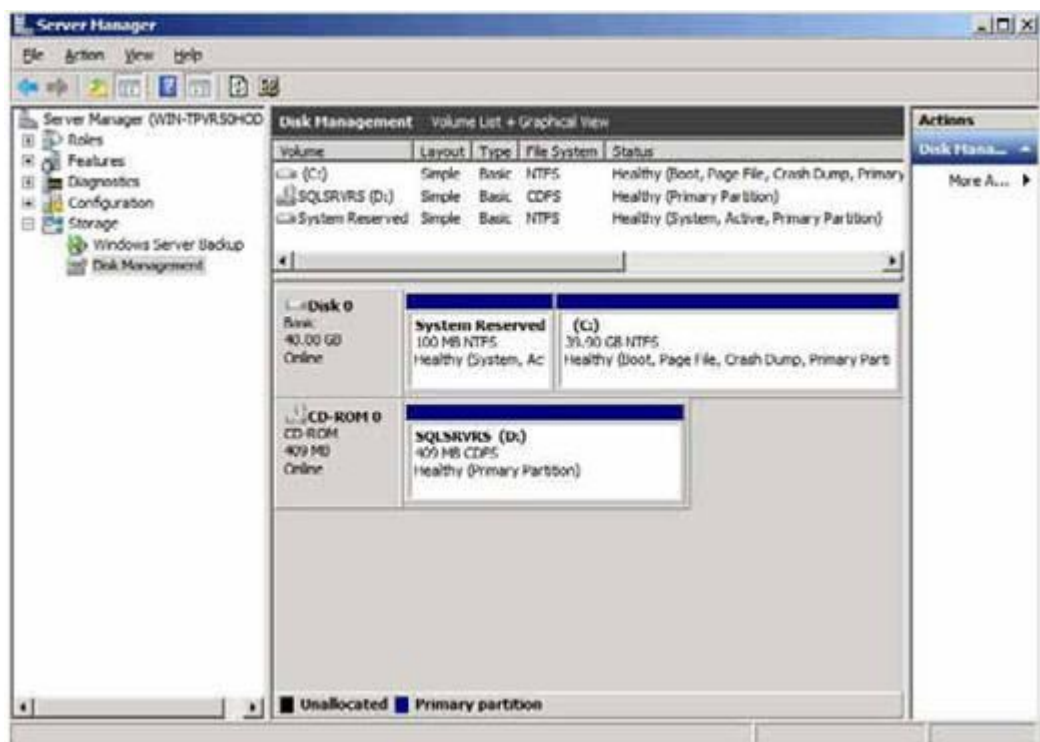 Server Manager
File Action View Help
Server Manager (WIN-TPVRS0HOD
Roles
Features
Diagnostics
Configuration
Storage
Windows Server Backup
Disk Management
Disk Management Volume List + Graphical View
Volume Layout Type File System Status
(C:) Simple Basic NTFS Healthy (Boot, Page File, Crash Dump, Primary
SQLSRVRS (D:) Simple Basic CDFS Healthy (Primary Partition)
System Reserved Simple Basic NTFS Healthy (System, Active, Primary Partition)
Disk 0
Basic
40.00 GB
Online
System Reserved
100 MB NTFS
Healthy (System, Ac
(C:)
39.90 GB NTFS
Healthy (Boot, Page File, Crash Dump, Primary Parti
CD-ROM 0
CD-ROM
409 MB
Online
SQLSRVRS (D:)
409 MB CDFS
Healthy (Primary Partition)
Unallocated Primary partition
Actions
Disk Mana...
More A...